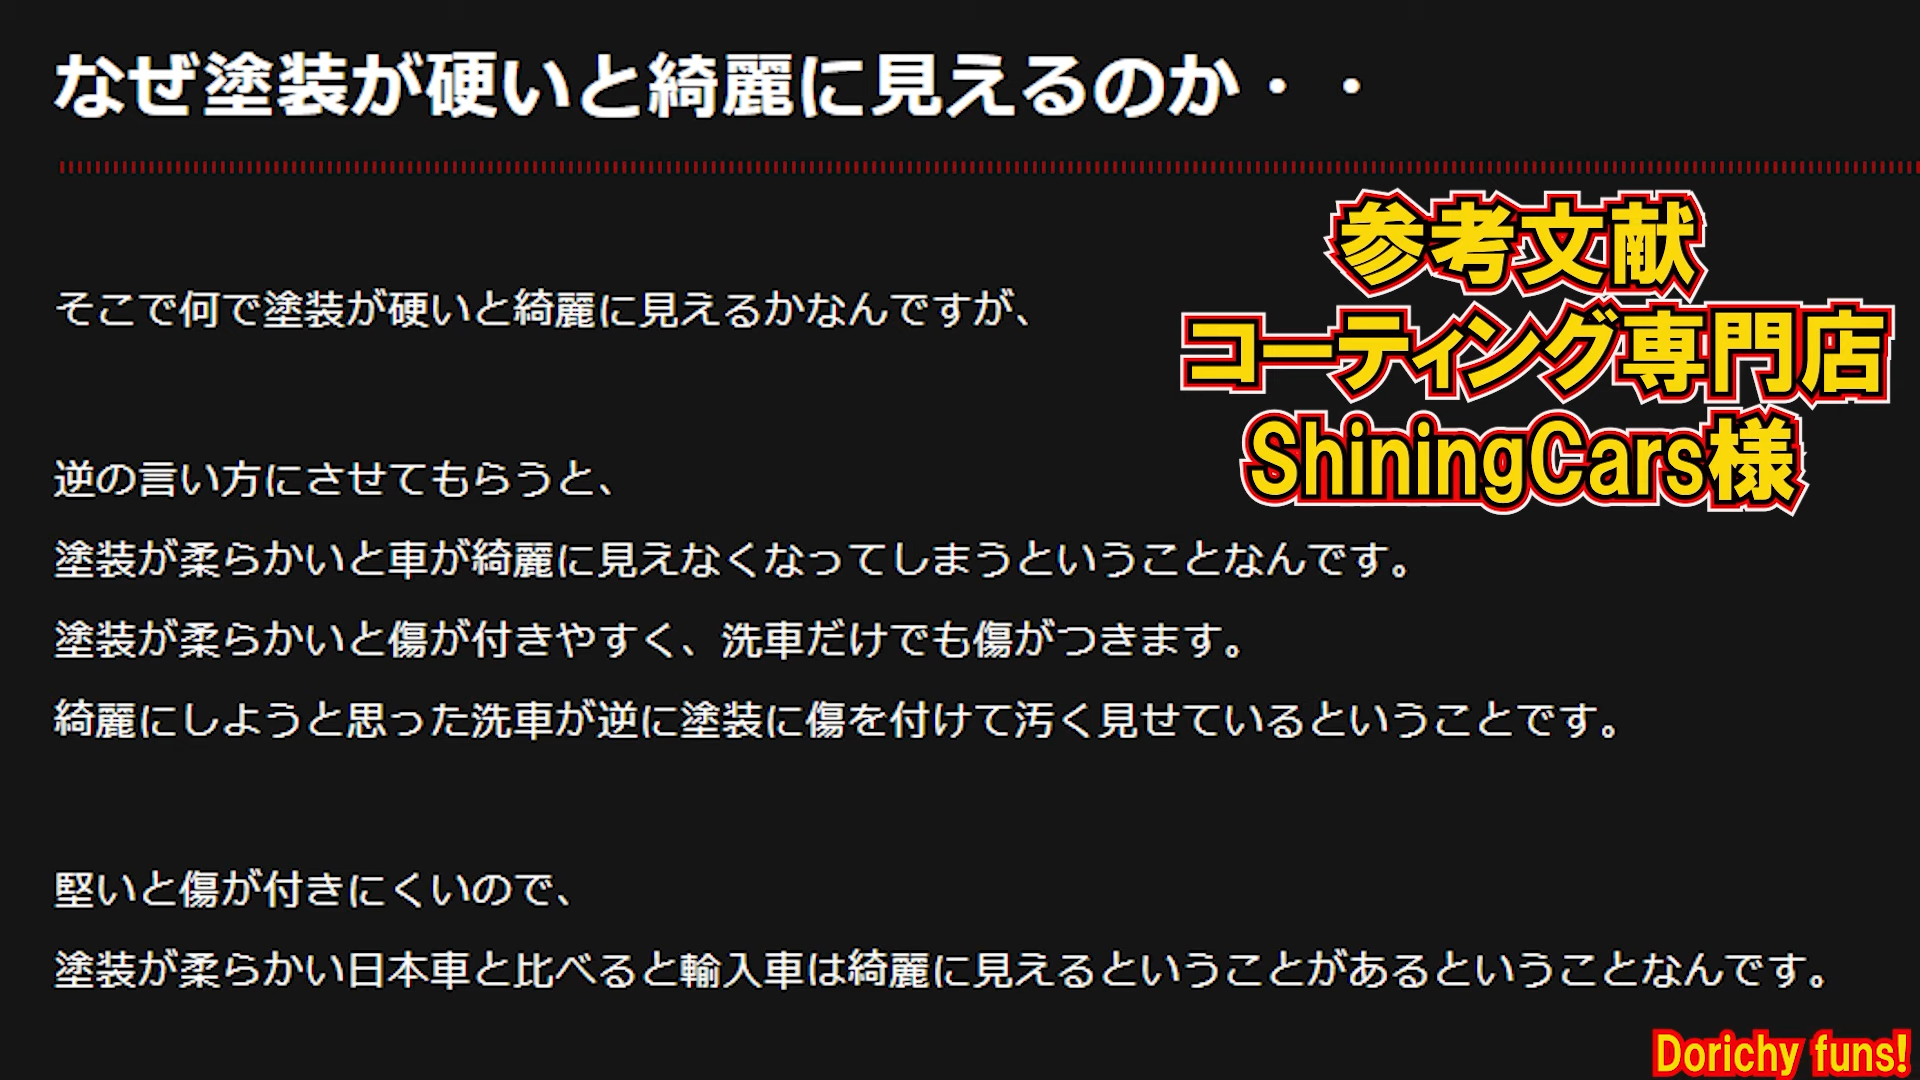 なぜ塗装が硬いと綺麗に見えるのか・・
参考文献
コーティング専門店
ShiningCars様
そこで何で塗装が硬いと綺麗に見えるかなんですが、
逆の言い方にさせてもらうと、
塗装が柔らかいと車が綺麗に見えなくなってしまうということなんです。
塗装が柔らかいと傷が付きやすく、洗車だけでも傷がつきます。
綺麗にしようと思った洗車が逆に塗装に傷を付けて汚く見せているということです。
堅いと傷が付きにくいので、
塗装が柔らかい日本車と比べると輸入車は綺麗に見えるということがあるということなんです。
Dorichy funs!